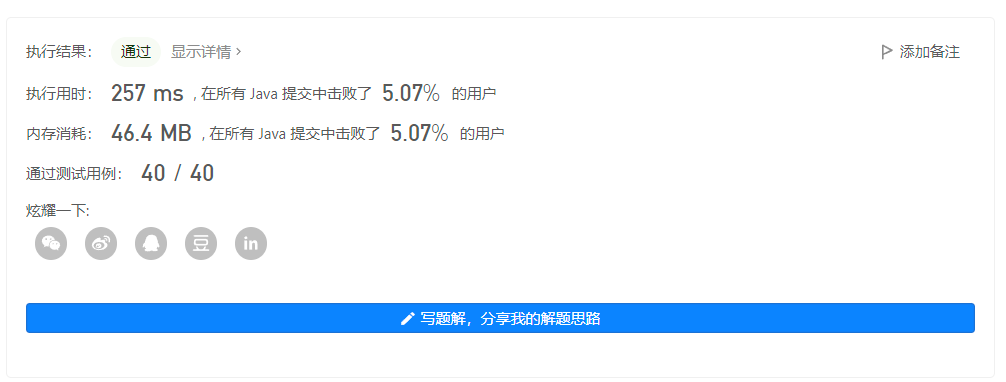 执行结果： 通过 显示详情 › 添加备注
执行用时： 257 ms , 在所有 Java 提交中击败了 5.07% 的用户
内存消耗： 46.4 MB , 在所有 Java 提交中击败了 5.07% 的用户
通过测试用例： 40 / 40
炫耀一下:
豆 in
写题解，分享我的解题思路